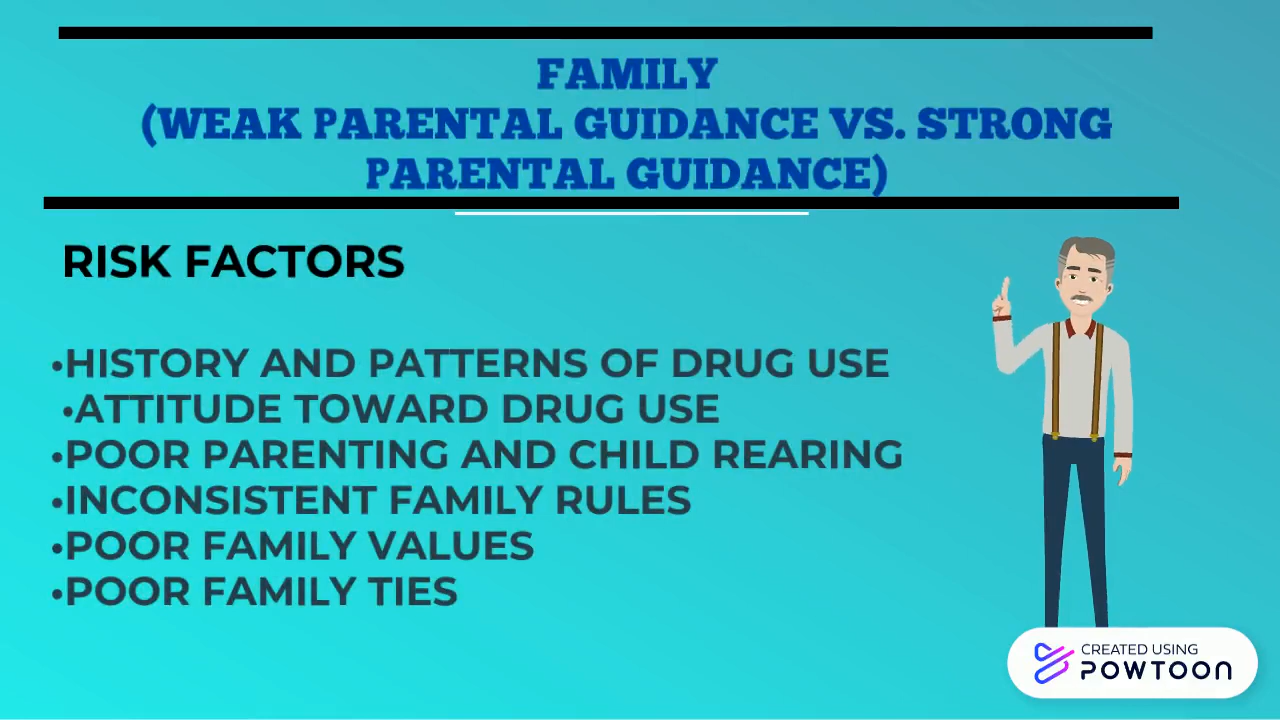 FAMILY
(WEAK PARENTAL GUIDANCE VS. STRONG
PARENTAL GUIDANCE)
RISK FACTORS
•HISTORY AND PATTERNS OF DRUG USE
•ATTITUDE TOWARD DRUG USE
•POOR PARENTING AND CHILD REARING
•INCONSISTENT FAMILY RULES
•POOR FAMILY VALUES
•POOR FAMILY TIES
CREATED USING
POWTOON